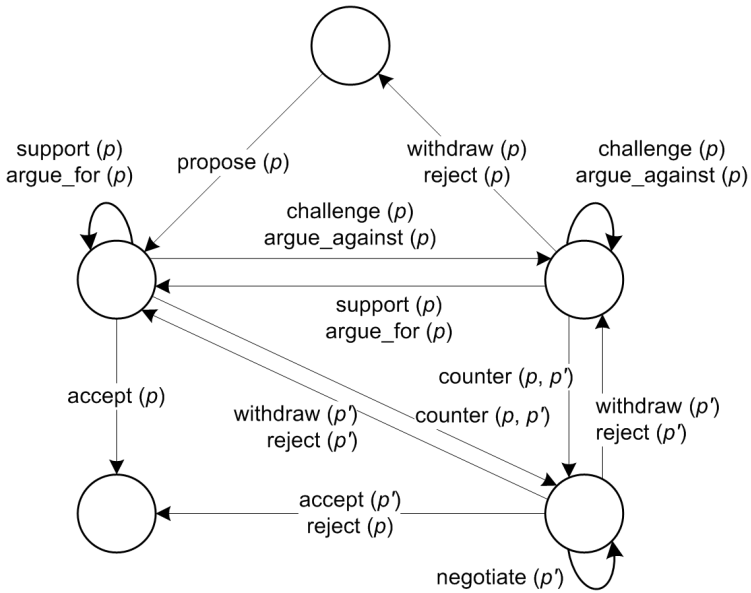 support (p)
argue_for (p)
propose (p)
withdraw (p)
reject (p)
challenge (p)
argue_against (p)
challenge (p)
argue_against (p)
support (p)
argue_for (p)
accept (p)
counter (p, p′)
withdraw (p′)
reject (p′)
counter (p, p′)
withdraw (p′)
reject (p′)
accept (p′)
reject (p)
negotiate (p′)